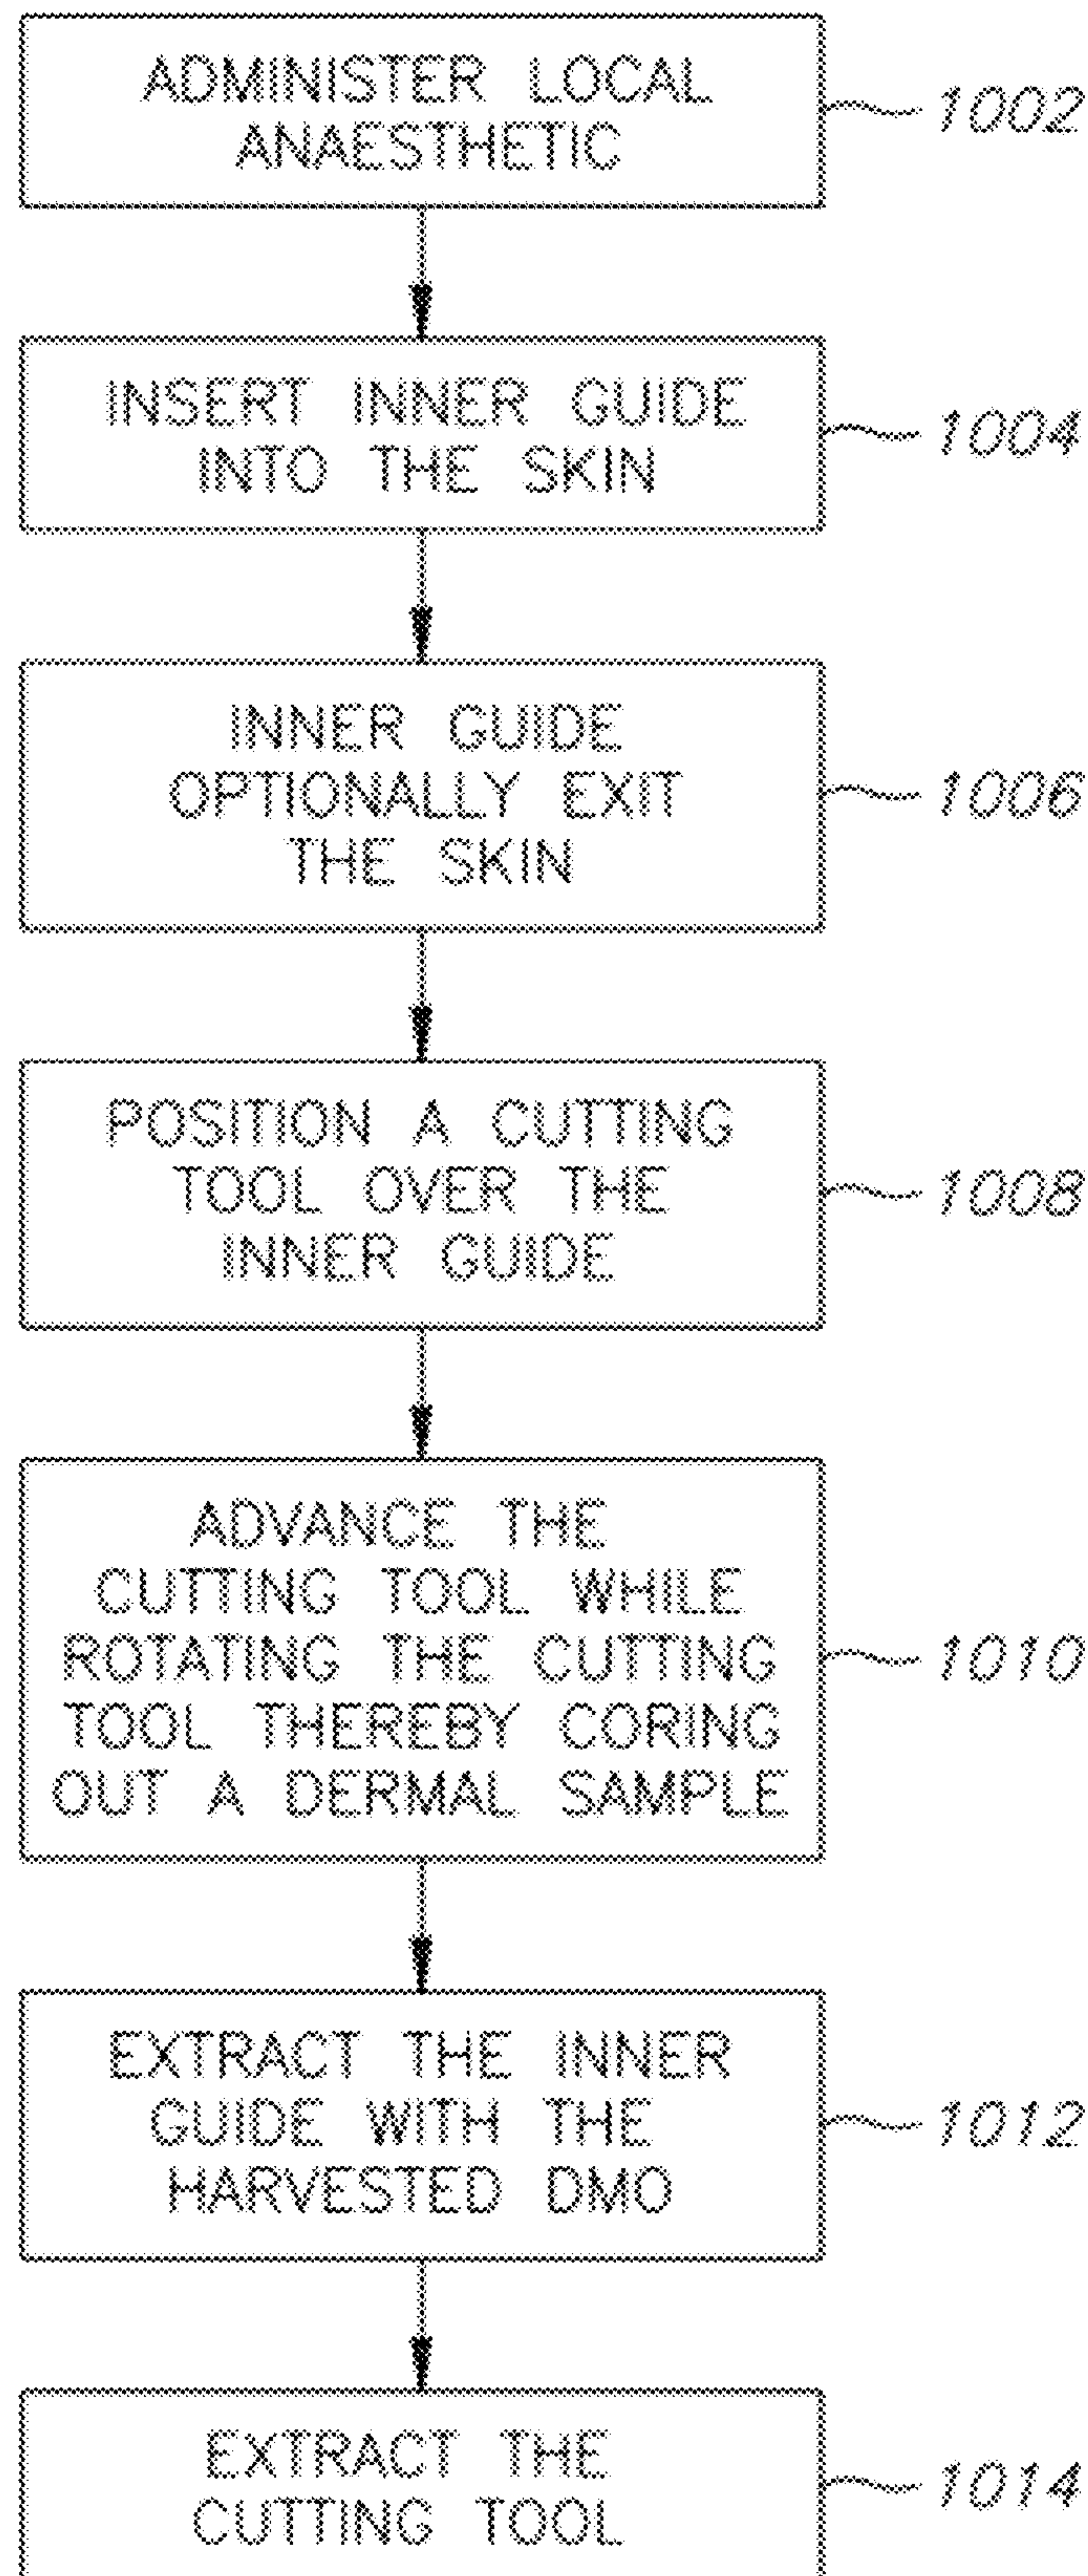 ADMINISTER LOCAL
ANAESTHETIC
1002
INSERT INNER GUIDE
INTO THE SKIN
1004
INNER GUIDE
OPTIONALLY EXIT
THE SKIN
1006
POSITION A CUTTING
TOOL OVER THE
INNER GUIDE
1008
ADVANCE THE
CUTTING TOOL WHILE
ROTATING THE CUTTING
TOOL THEREBY CORING
OUT A DERMAL SAMPLE
1010
EXTRACT THE INNER
GUIDE WITH THE
HARVESTED DMO
1012
EXTRACT THE
CUTTING TOOL
1014